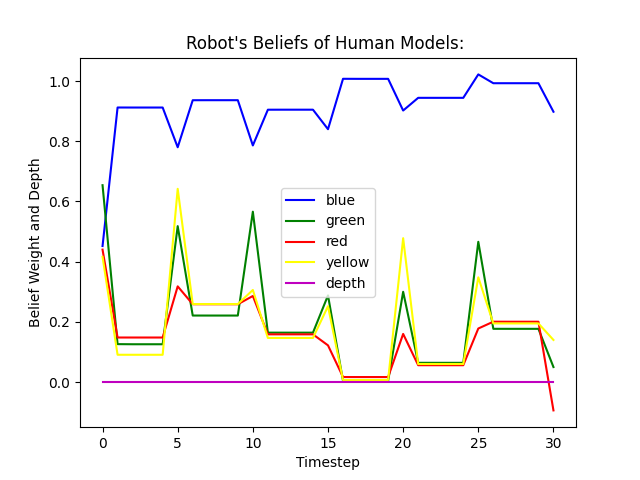 Robot's Beliefs of Human Models:
Belief Weight and Depth
1.0
0.8
0.6
0.4
0.2
0.0
blue
green
red
yellow
depth
0 5 10 15 20 25 30
Timestep